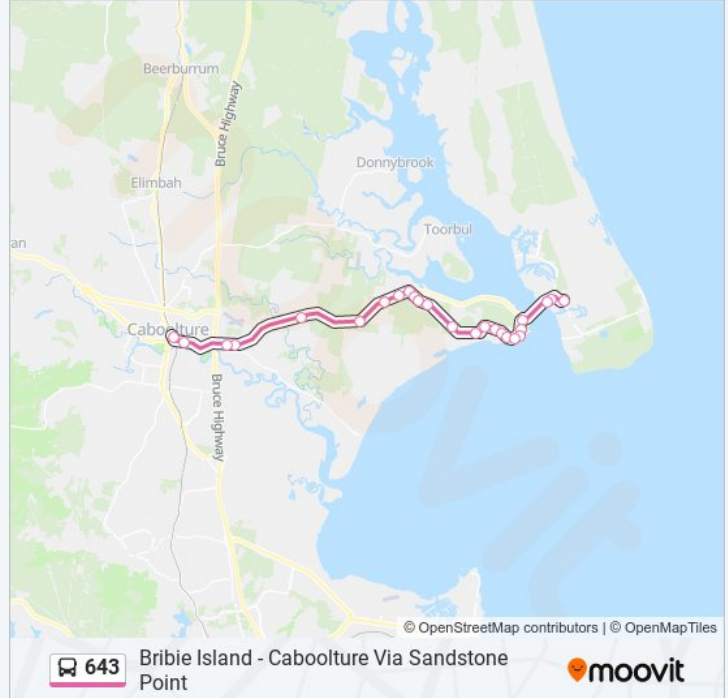 Beerburrum
Bruce Highway
Donnybrook
Elimbah
Toorbul
an
Caboolture
Bruce Highway
© OpenStreetMap contributors | © OpenMapTiles
643
Bribie Island - Caboolture Via Sandstone
Point
moovit